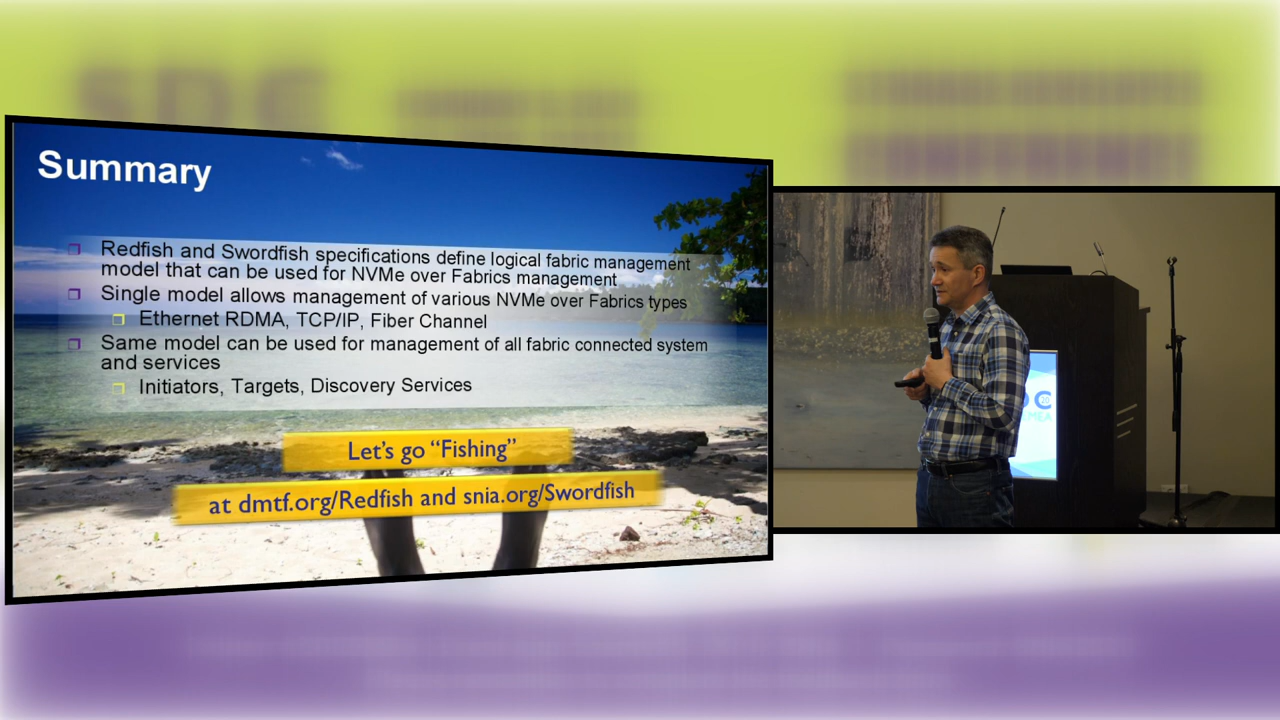 Summary
Redfish and Swordfish specifications define logical fabric management
model that can be used for NVMe over Fabrics management
Single model allows management of various NVMe over Fabrics types
Ethernet RDMA, TCP/IP, Fiber Channel
Same model can be used for management of all fabric connected system
and services
Initiators, Targets, Discovery Services
Let's go “Fishing”
at dmtf.org/Redfish and snia.org/Swordfish